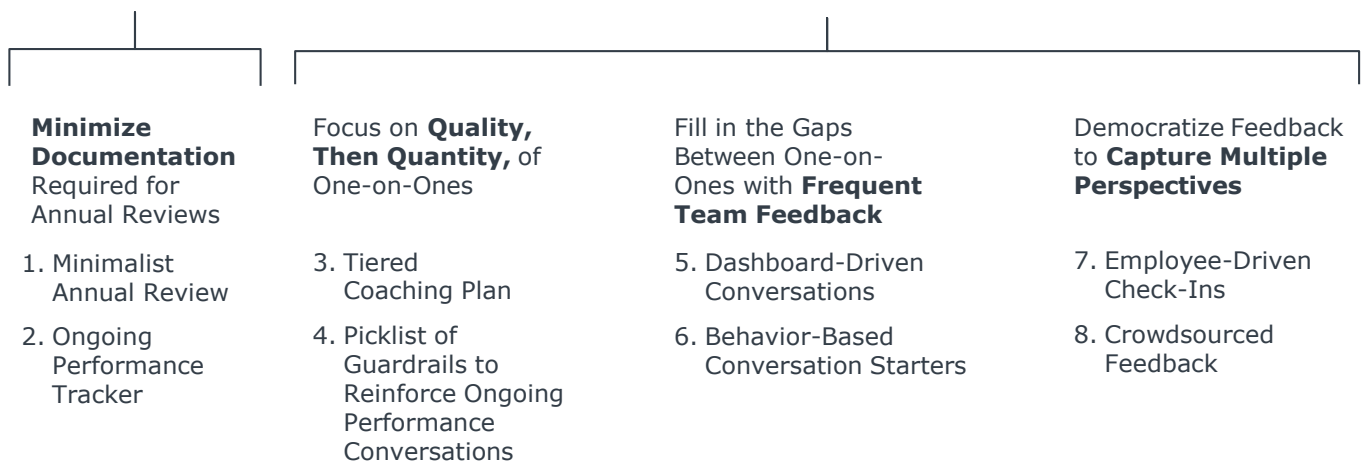 Minimize
Documentation
Required for
Annual Reviews
1. Minimalist
Annual Review
2. Ongoing
Performance
Tracker
Focus on Quality,
Then Quantity, of
One-on-Ones
3. Tiered
Coaching Plan
4. Picklist of
Guardrails to
Reinforce Ongoing
Performance
Conversations
Fill in the Gaps
Between One-on-
Ones with Frequent
Team Feedback
5. Dashboard-Driven
Conversations
6. Behavior-Based
Conversation Starters
Democratize Feedback
to Capture Multiple
Perspectives
7. Employee-Driven
Check-Ins
8. Crowdsourced
Feedback